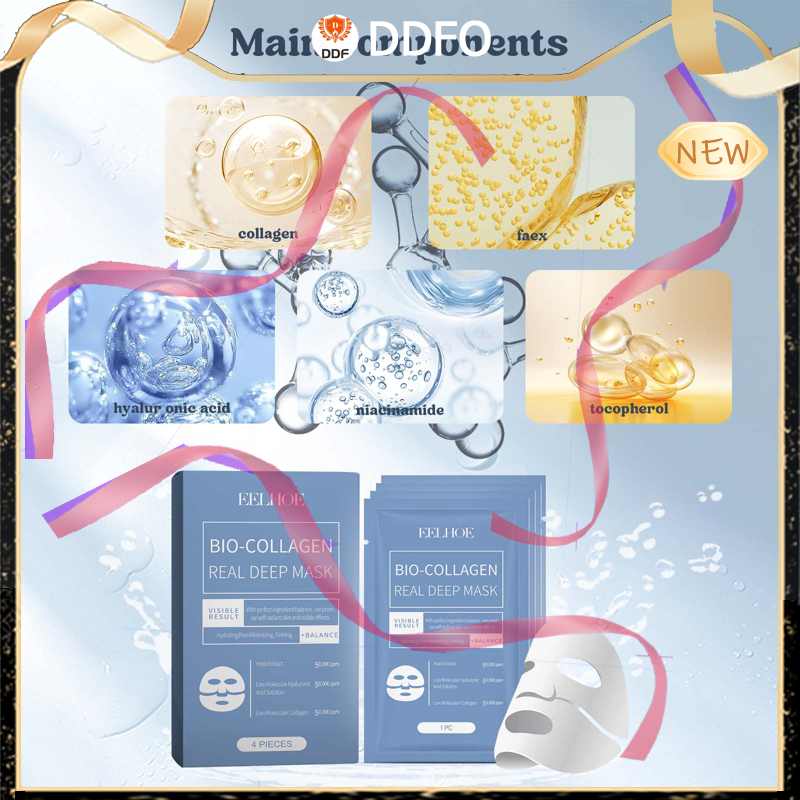 Main Components
DDF
DDFO
NEW
collagen
faex
hyalur onic acid
niacinamide
tocopherol
EELHOE
BIO-COLLAGEN
REAL DEEP MASK
VISIBLE
RESULT
With perfect ingredient balance, we prom
ise self-radiant skin and visible effects.
Hydrating, Pore Minimizing, Firming, +BALANCE
Yeast Extract 50,000 ppm
Low Molecular Hyaluronic 50,000 ppm
Acid Solution
Low Molecular Collagen 50,000 ppm
4 PIECES
EELHOE
BIO-COLLAGEN
REAL DEEP MASK
VISIBLE
RESULT
With perfect ingredient balance, we prom
ise self-radiant skin and visible effects.
+BALANCE
Yeast Extract 50,000 ppm
Low Molecular Hyaluronic 50,000 ppm
Acid Solution
Low Molecular Collagen 50,000 ppm
1 PC